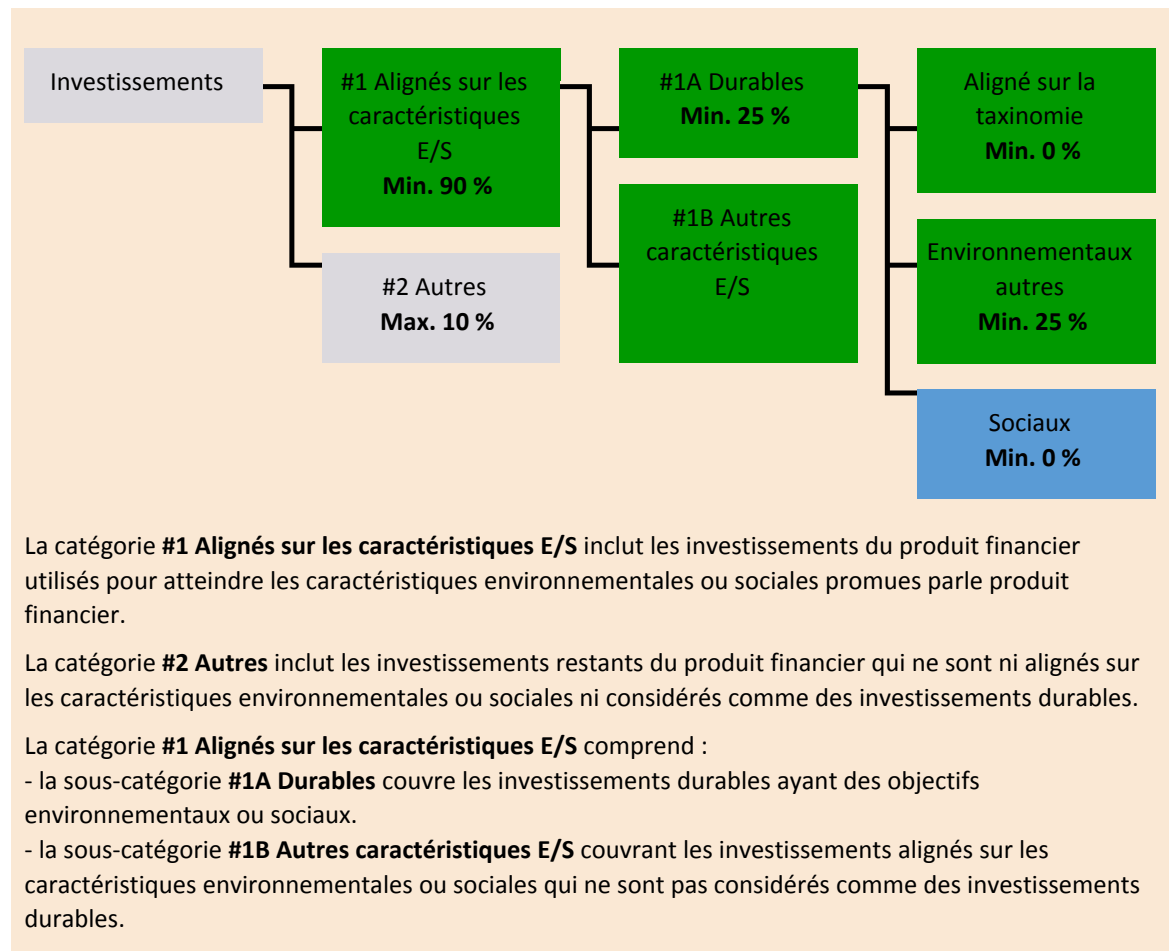 Investissements
#1 Alignés sur les
caractéristiques
E/S
Min. 90 %
#2 Autres
Max. 10 %
#1A Durables
Min. 25 %
#1B Autres
caractéristiques
E/S
Aligné sur la
taxinomie
Min. 0 %
Environnementaux
autres
Min. 25 %
Sociaux
Min. 0 %
La catégorie #1 Alignés sur les caractéristiques E/S inclut les investissements du produit financier
utilisés pour atteindre les caractéristiques environnementales ou sociales promues parle produit
financier.
La catégorie #2 Autres inclut les investissements restants du produit financier qui ne sont ni alignés sur
les caractéristiques environnementales ou sociales ni considérés comme des investissements durables.
La catégorie #1 Alignés sur les caractéristiques E/S comprend :
- la sous-catégorie #1A Durables couvre les investissements durables ayant des objectifs
environnementaux ou sociaux.
- la sous-catégorie #1B Autres caractéristiques E/S couvrant les investissements alignés sur les
caractéristiques environnementales ou sociales qui ne sont pas considérés comme des investissements
durables.